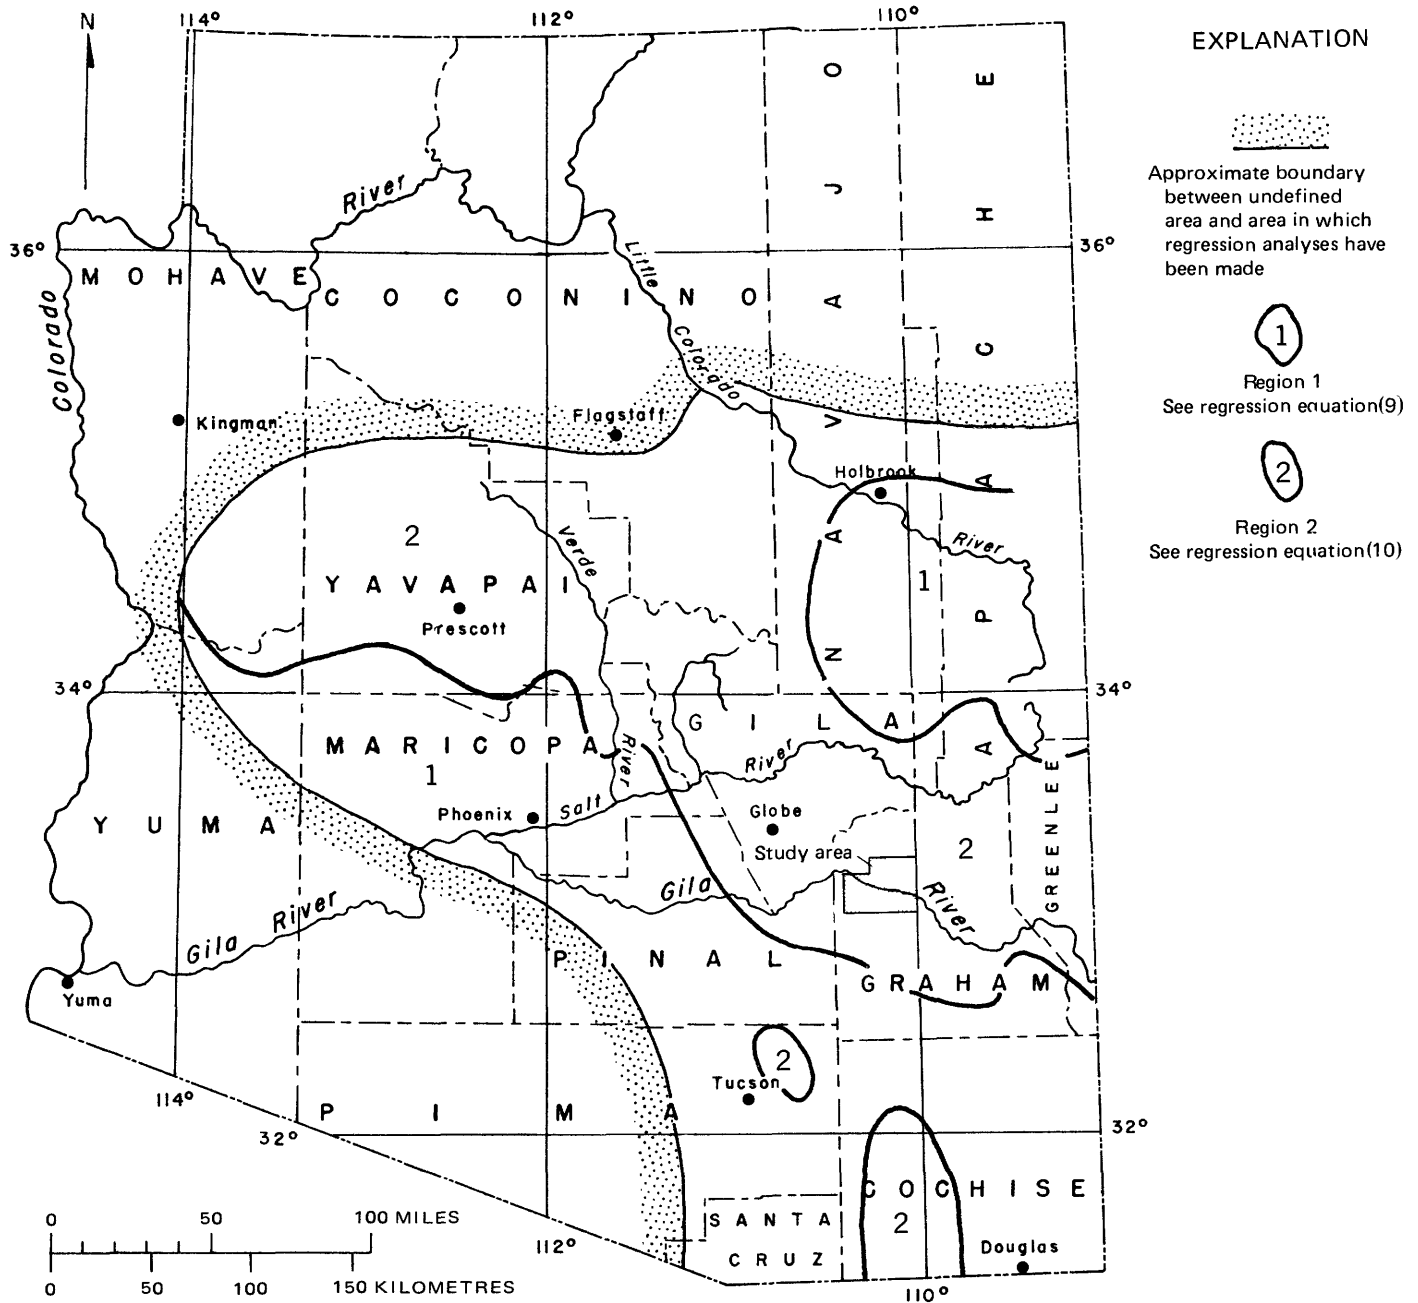 N
114°
112°
110°
EXPLANATION
NAVAJO
APACHE
Approximate boundary
between undefined
area and area in which
regression analyses have
been made
River
36°
36°
MOHAVE
COCONINO
Little
Colorado
Colorado
1
Region 1
See regression equation(9)
Kingman
Flagstaff
Holbrook
2
Region 2
See regression equation(10)
2
Verde
River
1
YAVAPAI
Prescott
34°
34°
GILA
MARICOPA
River
River
1
GREENLEE
Phoenix
Salt
Globe
YUMA
Study area
2
Gila
River
Gila River
PINAL
GRAHAM
Yuma
2
Tucson
114°
PIMA
32°
32°
COCHISE
SANTA
CRUZ
2
Douglas
0 50 100 MILES
0 50 100 150 KILOMETRES
112°
110°